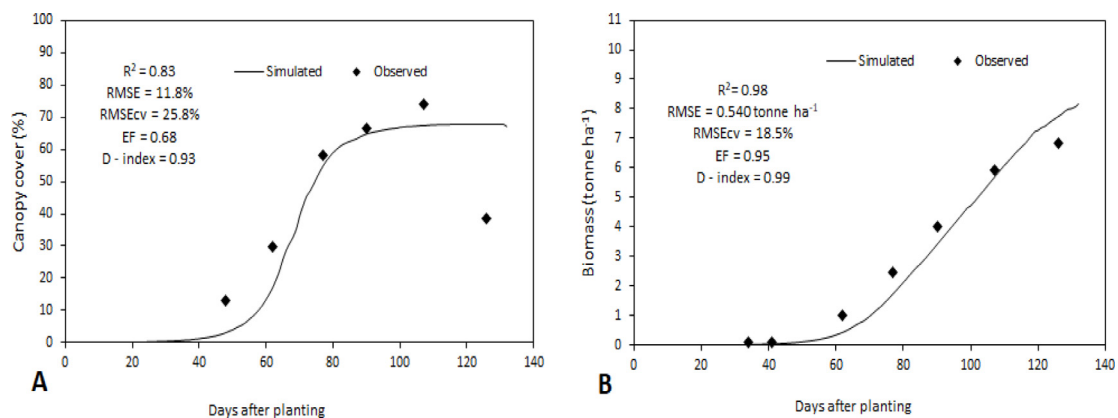 100
90
80
70
60
50
40
30
20
10
0
Canopy cover (%)
R² = 0.83
RMSE = 11.8%
RMSEcv = 25.8%
EF = 0.68
D - index = 0.93
Simulated
Observed
0 20 40 60 80 100 120 140
A
Days after planting
11
10
9
8
7
6
5
4
3
2
1
0
Biomass (tonne ha⁻¹)
Simulated
Observed
R² = 0.98
RMSE = 0.540 tonne ha⁻¹
RMSEcv = 18.5%
EF = 0.95
D - index = 0.99
0 20 40 60 80 100 120 140
B
Days after planting